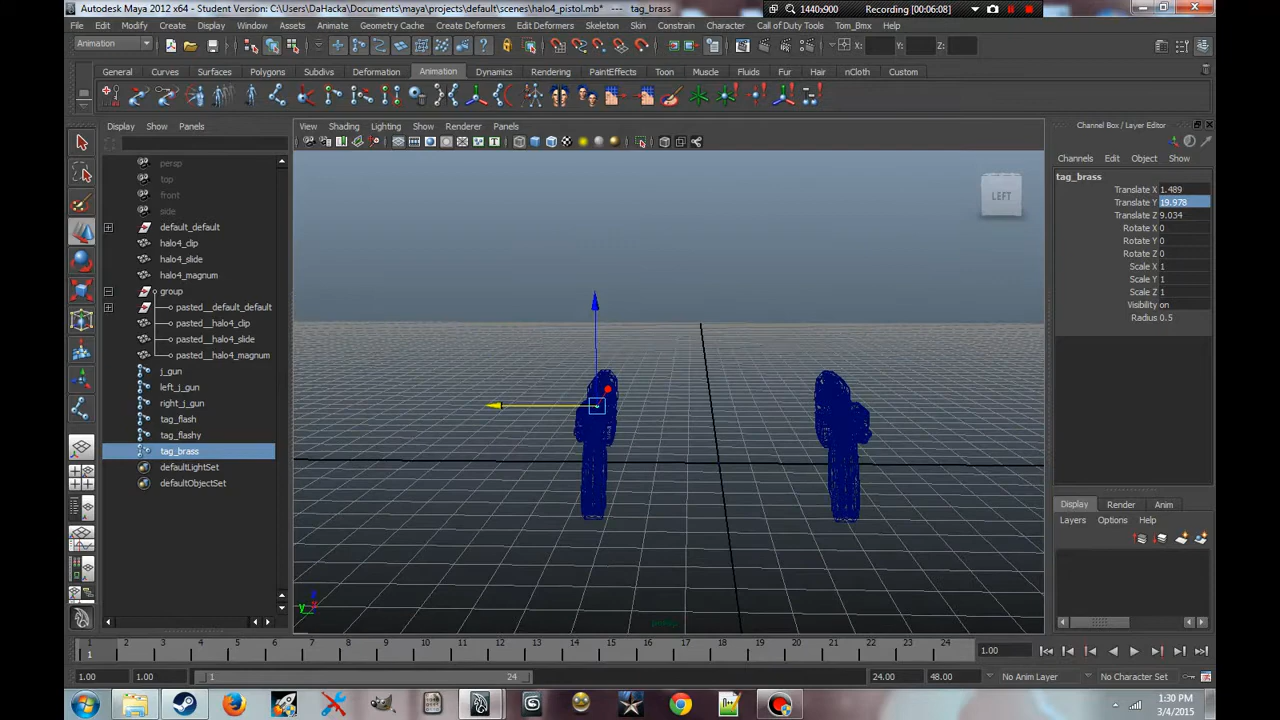 Autodesk Maya 2012 x64 - Student Version: C:\Users\DaHacka\Documents\maya\projects\default\scenes\halo4_pistol.mb* --- tag_brass
1440x900
Recording [00:06:08]
File Edit Modify Create Display Window Assets Animate Geometry Cache Create Deformers Edit Deformers Skeleton Skin Constrain Character Call of Duty Tools Tom_Bmx Help
Animation
X: Y: Z:
General Curves Surfaces Polygons Subdivs Deformation Animation Dynamics Rendering PaintEffects Toon Muscle Fluids Fur Hair nCloth Custom
Display Show Panels
View Shading Lighting Show Renderer Panels
Channel Box / Layer Editor
Channels Edit Object Show
persp
top
front
side
default_default
halo4_clip
halo4_slide
halo4_magnum
group
pasted__default_default
pasted__halo4_clip
pasted__halo4_slide
pasted__halo4_magnum
j_gun
left_j_gun
right_j_gun
tag_flash
tag_flashy
tag_brass
defaultLightSet
defaultObjectSet
LEFT
y
persp
tag_brass
Translate X 1.489
Translate Y 19.978
Translate Z 9.034
Rotate X 0
Rotate Y 0
Rotate Z 0
Scale X 1
Scale Y 1
Scale Z 1
Visibility on
Radius 0.5
Display Render Anim
Layers Options Help
1 2 3 4 5 6 7 8 9 10 11 12 13 14 15 16 17 18 19 20 21 22 23 24
1
1.00
1.00 1.00 1 24 24.00 48.00 No Anim Layer No Character Set
1:30 PM
3/4/2015